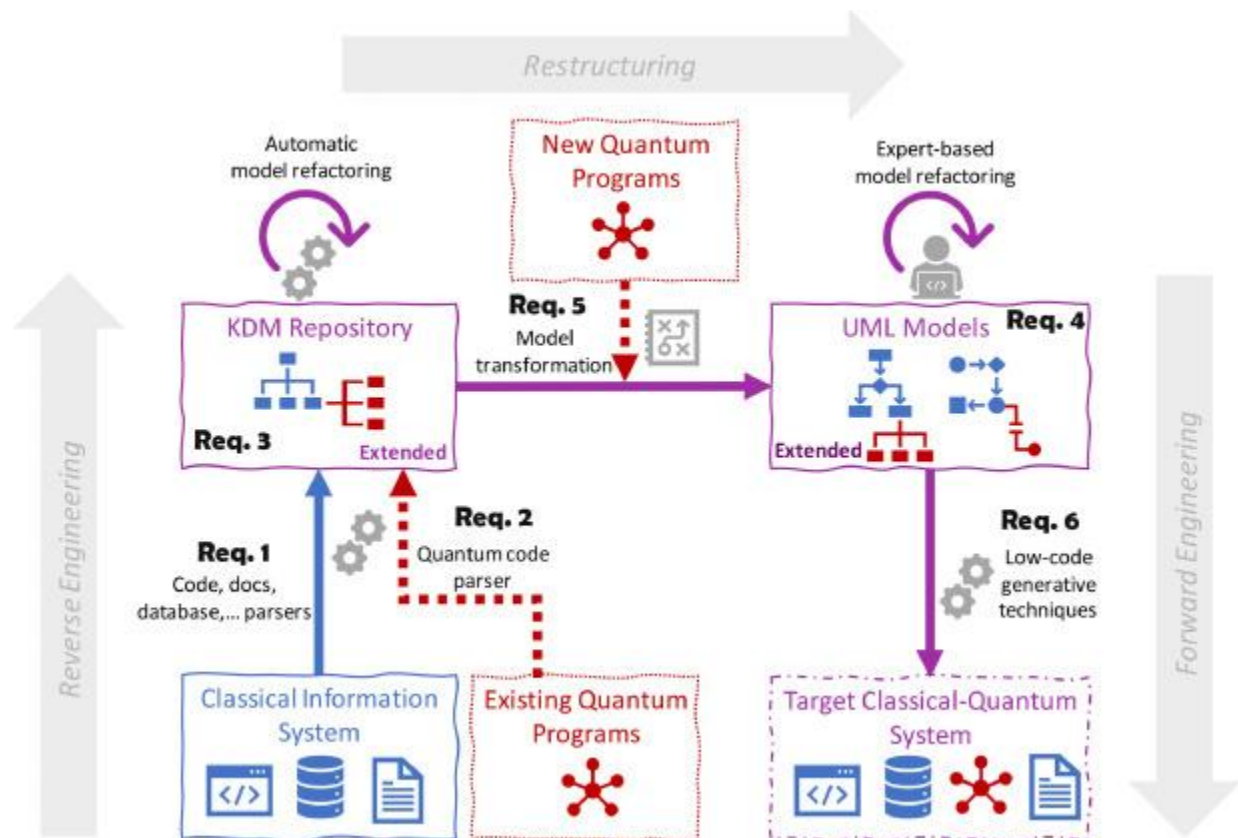 Restructuring
Automatic
model refactoring
New Quantum
Programs
Expert-based
model refactoring
</>
KDM Repository
Req. 3
Extended
Req. 5
Model
transformation
UML Models
Req. 4
Extended
Reverse Engineering
Req. 1
Code, docs,
database,... parsers
Req. 2
Quantum code
parser
Req. 6
Low-code
generative
techniques
Forward Engineering
Classical Information
System
</>
Existing Quantum
Programs
Target Classical-Quantum
System
</>